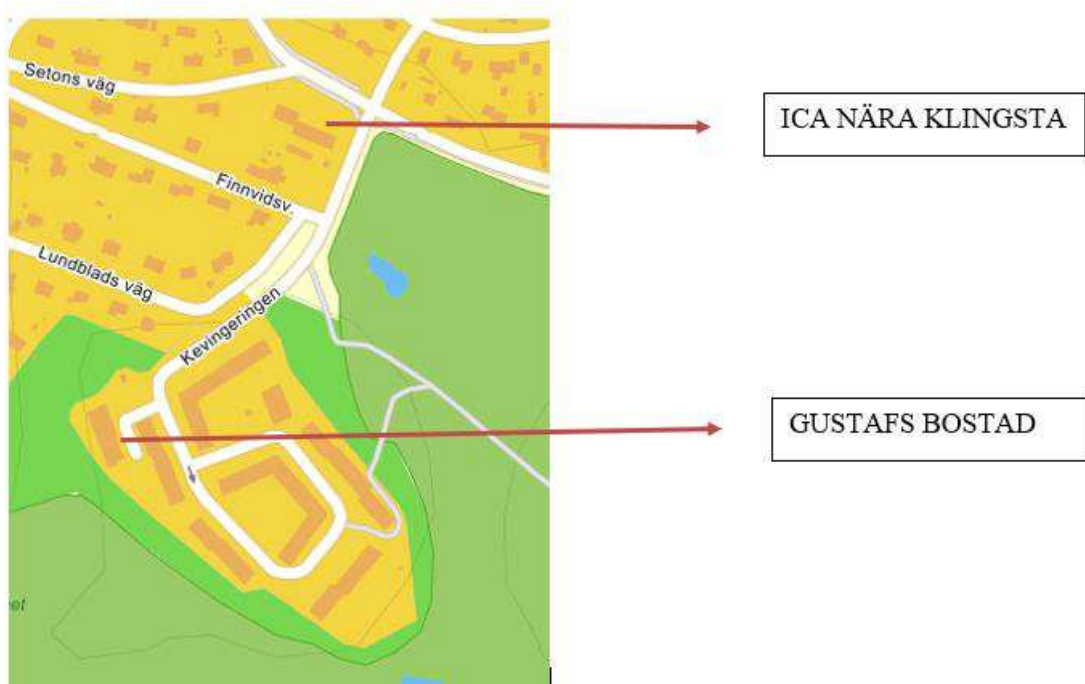 Setons väg
ICA NÄRA KLINGSTA
Finnvidsv.
Lundblads väg
Kevingeringen
GUSTAFS BOSTAD